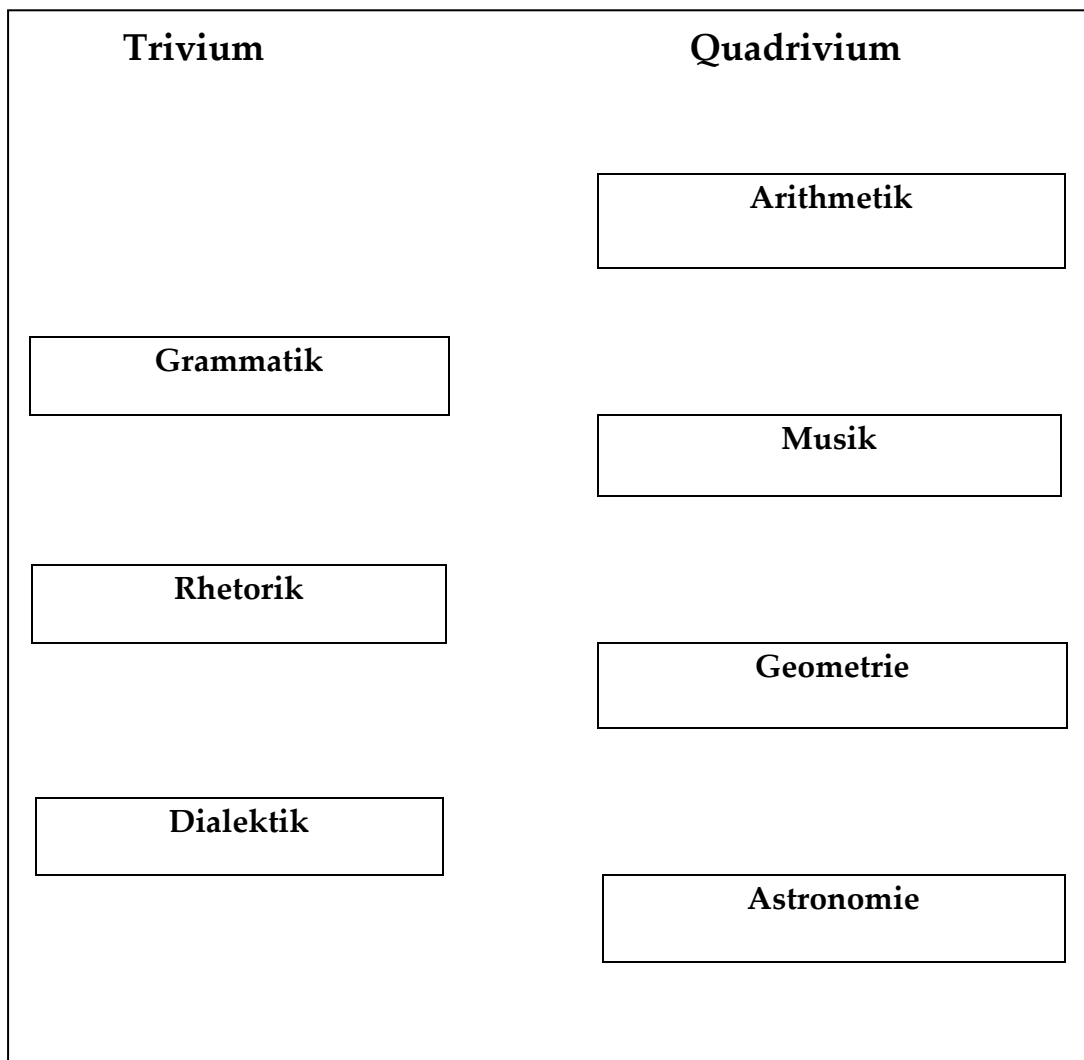 Trivium
Grammatik
Rhetorik
Dialektik
Quadrivium
Arithmetik
Musik
Geometrie
Astronomie